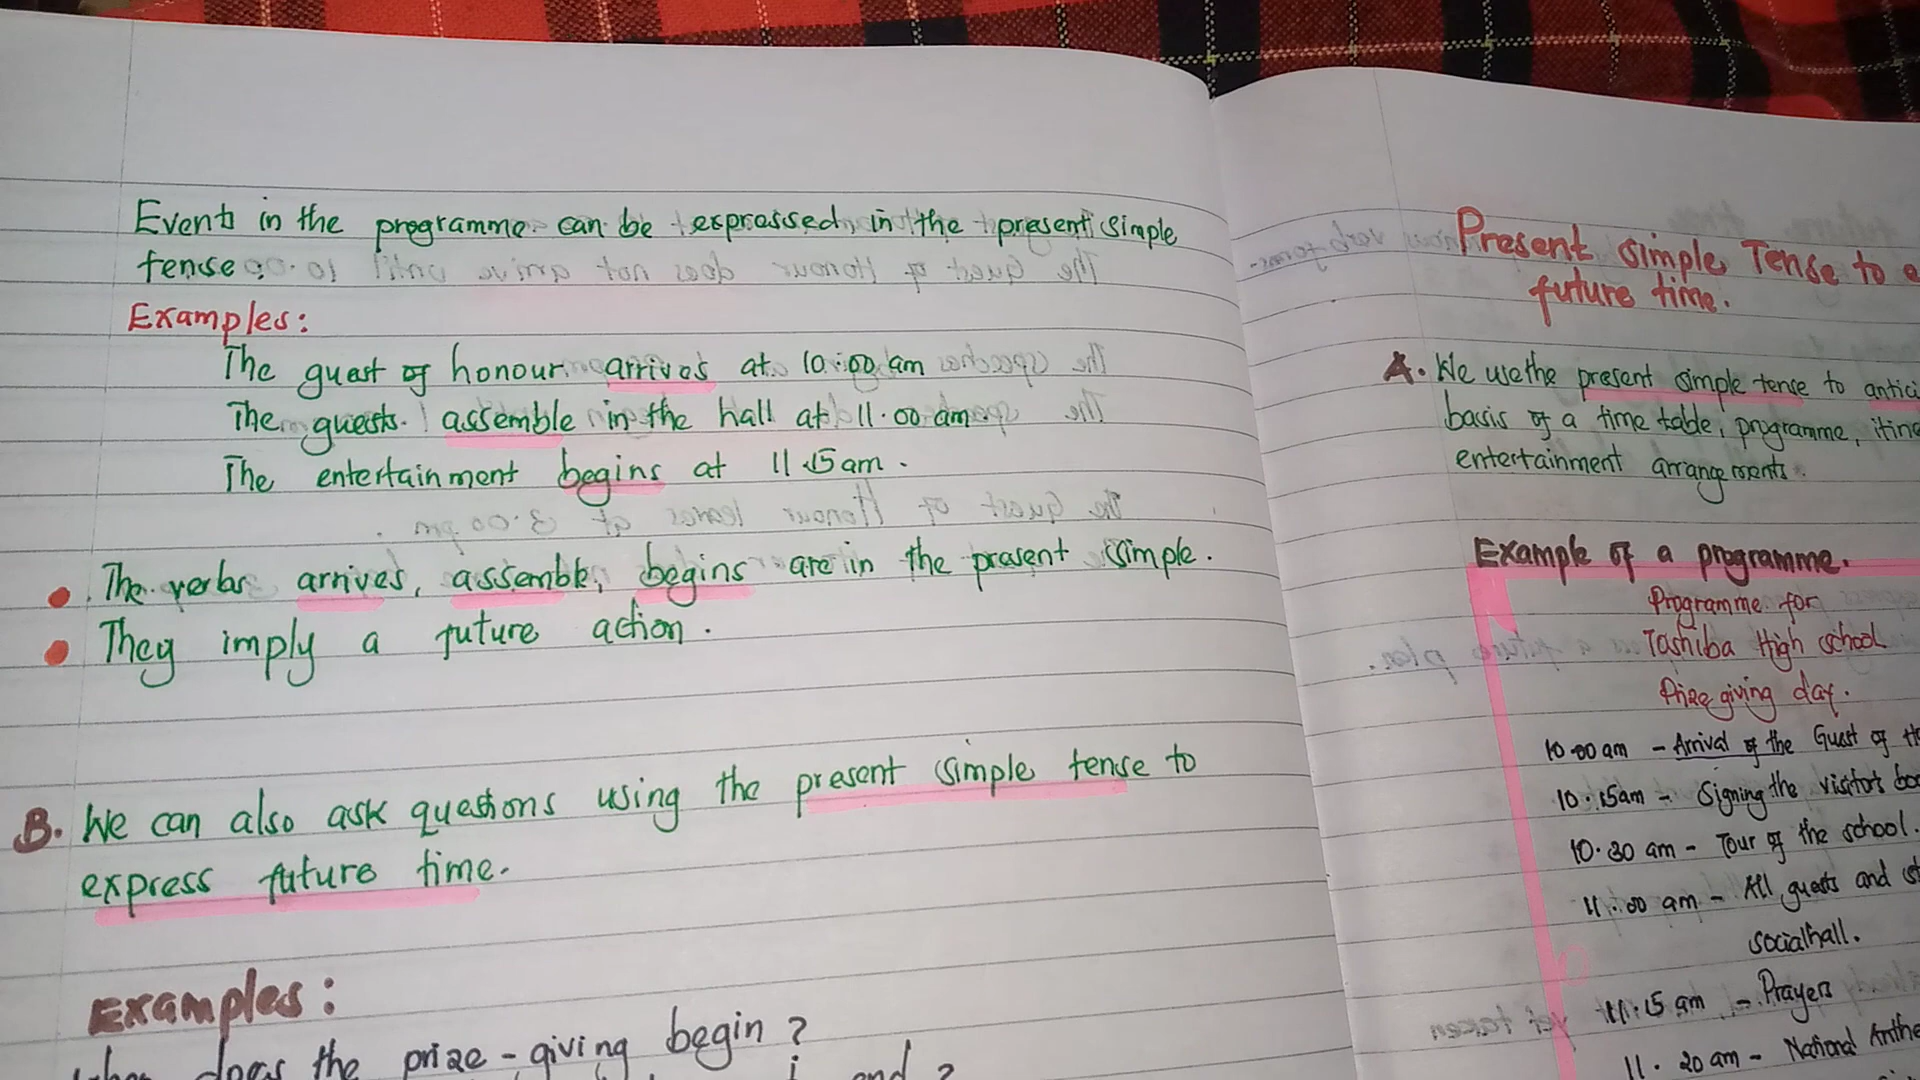 Events in the programme can be expressed in the present simple
tense:
Examples:
The guest of honour arrives at 10:00 am
The guests assemble in the hall at 11.00 am.
The entertainment begins at 11.15am.
The verbs arrives, assemble, begins are in the present simple.
They imply a future action.
B. We can also ask questions using the present simple tense to
express future time.
Examples:
When does the prize-giving begin?
end?
Present Simple Tense to
future time.
A. We use the present simple tense to
basis of a time table, programme,
entertainment arrangements.
Example of a programme.
Programme for
Tashiba High School
Prize giving day.
10.00am - Arrival of the Guest of
10.15am - Signing the visitors
10.30 am - Tour of the school.
11.00 am - All guests and
social hall.
11:15 am - Prayers
11.20 am - National